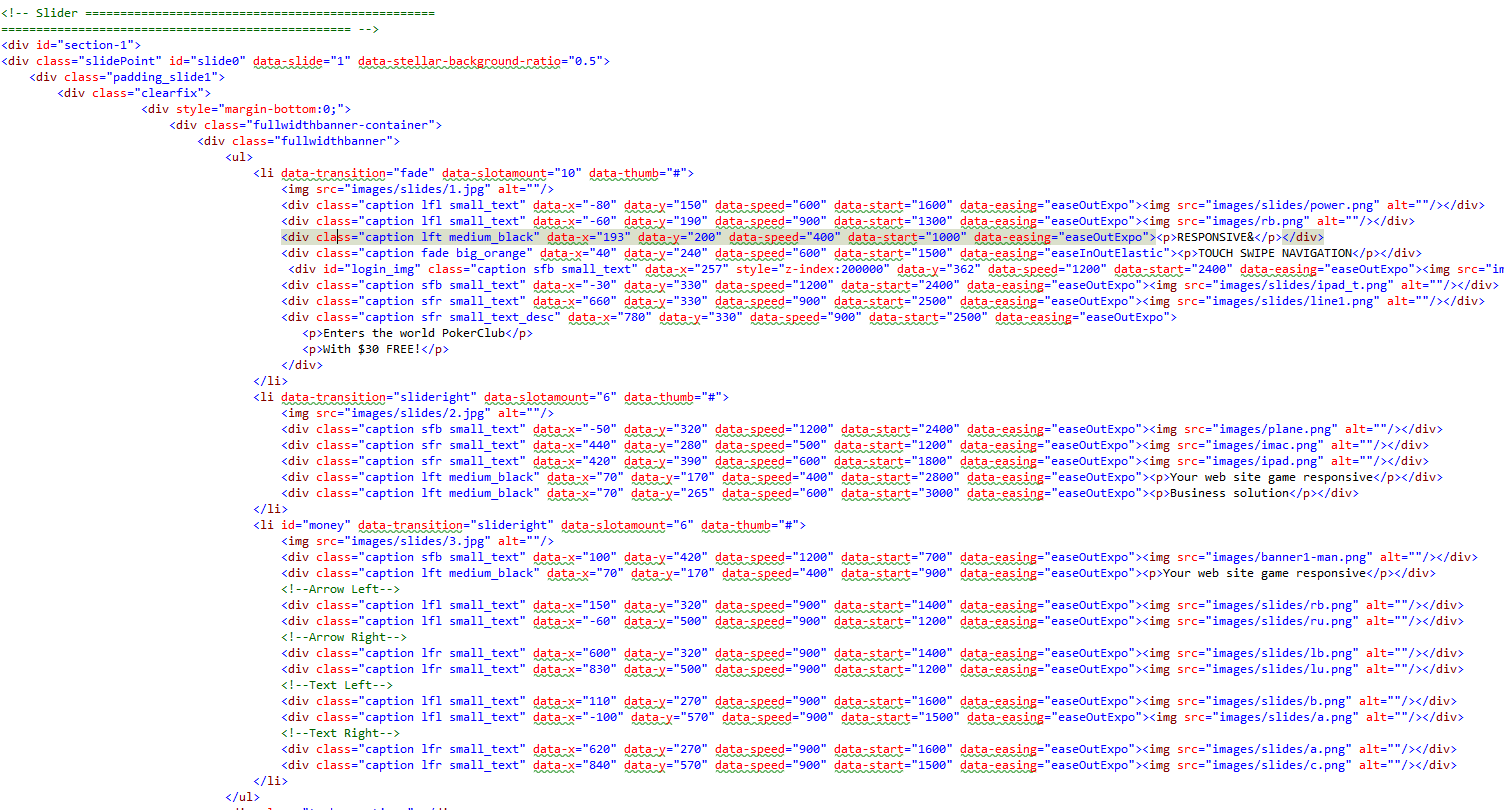 <!-- Slider ==================================================
================================================== -->
<div id="section-1">
<div class="slidePoint" id="slide0" data-slide="1" data-stellar-background-ratio="0.5">
<div class="padding_slide1">
<div class="clearfix">
<div style="margin-bottom:0;">
<div class="fullwidthbanner-container">
<div class="fullwidthbanner">
<ul>
<li data-transition="fade" data-slotamount="10" data-thumb="#">
<img src="images/slides/1.jpg" alt=""/>
<div class="caption lfl small_text" data-x="-80" data-y="150" data-speed="600" data-start="1600" data-easing="easeOutExpo"><img src="images/slides/power.png" alt=""/></div>
<div class="caption lfl small_text" data-x="-60" data-y="190" data-speed="900" data-start="1300" data-easing="easeOutExpo"><img src="images/rb.png" alt=""/></div>
<div class="caption lft medium_black" data-x="193" data-y="200" data-speed="400" data-start="1000" data-easing="easeOutExpo"><p>RESPONSIVE&</p></div>
<div class="caption fade big_orange" data-x="40" data-y="240" data-speed="600" data-start="1500" data-easing="easeInOutElastic"><p>TOUCH SWIPE NAVIGATION</p></div>
<div id="login_img" class="caption sfb small_text" data-x="257" style="z-index:200000" data-y="362" data-speed="1200" data-start="2400" data-easing="easeOutExpo"><img src="im
<div class="caption sfb small_text" data-x="-30" data-y="330" data-speed="1200" data-start="2400" data-easing="easeOutExpo"><img src="images/slides/ipad_t.png" alt=""/></div>
<div class="caption sfr small_text" data-x="660" data-y="330" data-speed="900" data-start="2500" data-easing="easeOutExpo"><img src="images/slides/line1.png" alt=""/></div>
<div class="caption sfr small_text_desc" data-x="780" data-y="330" data-speed="900" data-start="2500" data-easing="easeOutExpo">
<p>Enters the world PokerClub</p>
<p>With $30 FREE!</p>
</div>
</li>
<li data-transition="slideright" data-slotamount="6" data-thumb="#">
<img src="images/slides/2.jpg" alt=""/>
<div class="caption sfb small_text" data-x="-50" data-y="320" data-speed="1200" data-start="2400" data-easing="easeOutExpo"><img src="images/plane.png" alt=""/></div>
<div class="caption sfr small_text" data-x="440" data-y="280" data-speed="500" data-start="1200" data-easing="easeOutExpo"><img src="images/imac.png" alt=""/></div>
<div class="caption sfr small_text" data-x="420" data-y="390" data-speed="600" data-start="1800" data-easing="easeOutExpo"><img src="images/ipad.png" alt=""/></div>
<div class="caption lft medium_black" data-x="70" data-y="170" data-speed="400" data-start="2800" data-easing="easeOutExpo"><p>Your web site game responsive</p></div>
<div class="caption lft medium_black" data-x="70" data-y="265" data-speed="600" data-start="3000" data-easing="easeOutExpo"><p>Business solution</p></div>
</li>
<li id="money" data-transition="slideright" data-slotamount="6" data-thumb="#">
<img src="images/slides/3.jpg" alt=""/>
<div class="caption sfb small_text" data-x="100" data-y="420" data-speed="1200" data-start="700" data-easing="easeOutExpo"><img src="images/banner1-man.png" alt=""/></div>
<div class="caption lft medium_black" data-x="70" data-y="170" data-speed="400" data-start="900" data-easing="easeOutExpo"><p>Your web site game responsive</p></div>
<!--Arrow Left-->
<div class="caption lfl small_text" data-x="150" data-y="320" data-speed="900" data-start="1400" data-easing="easeOutExpo"><img src="images/slides/rb.png" alt=""/></div>
<div class="caption lfl small_text" data-x="-60" data-y="500" data-speed="900" data-start="1200" data-easing="easeOutExpo"><img src="images/slides/ru.png" alt=""/></div>
<!--Arrow Right-->
<div class="caption lfr small_text" data-x="600" data-y="320" data-speed="900" data-start="1400" data-easing="easeOutExpo"><img src="images/slides/lb.png" alt=""/></div>
<div class="caption lfr small_text" data-x="830" data-y="500" data-speed="900" data-start="1200" data-easing="easeOutExpo"><img src="images/slides/lu.png" alt=""/></div>
<!--Text Left-->
<div class="caption lfl small_text" data-x="110" data-y="270" data-speed="900" data-start="1600" data-easing="easeOutExpo"><img src="images/slides/b.png" alt=""/></div>
<div class="caption lfl small_text" data-x="-100" data-y="570" data-speed="900" data-start="1500" data-easing="easeOutExpo"><img src="images/slides/a.png" alt=""/></div>
<!--Text Right-->
<div class="caption lfr small_text" data-x="620" data-y="270" data-speed="900" data-start="1600" data-easing="easeOutExpo"><img src="images/slides/a.png" alt=""/></div>
<div class="caption lfr small_text" data-x="840" data-y="570" data-speed="900" data-start="1500" data-easing="easeOutExpo"><img src="images/slides/c.png" alt=""/></div>
</li>
</ul>